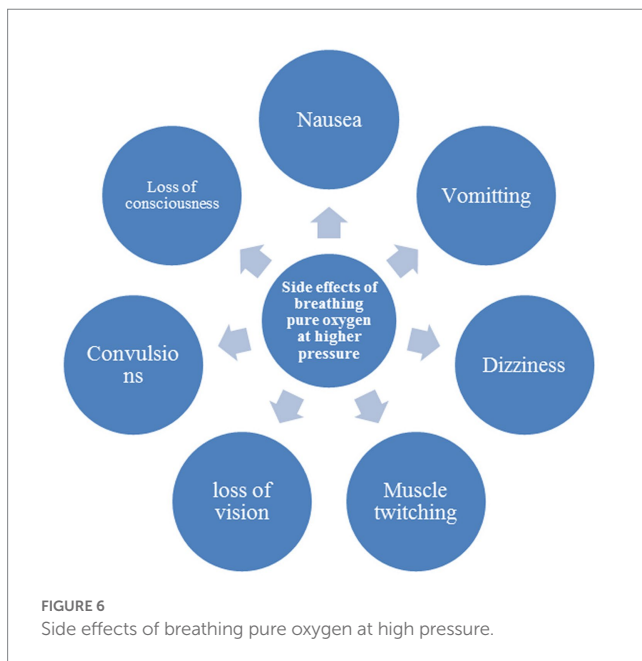 Nausea
Vomitting
Dizziness
Muscle
twitching
loss of
vision
Convulsio
ns
Loss of
consciousness
Side effects of
breathing
pure oxygen
at higher
pressure
FIGURE 6
Side effects of breathing pure oxygen at high pressure.